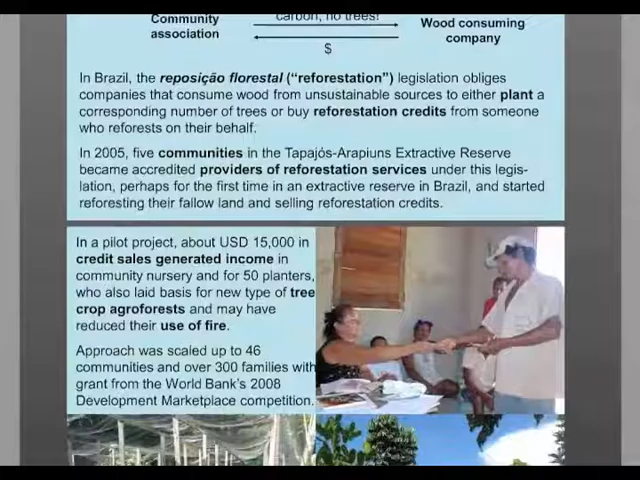 carbon, no trees!
Community
association
Wood consuming
company
$
In Brazil, the reposição florestal (“reforestation”) legislation obliges
companies that consume wood from unsustainable sources to either plant a
corresponding number of trees or buy reforestation credits from someone
who reforests on their behalf.
In 2005, five communities in the Tapajós-Arapiuns Extractive Reserve
became accredited providers of reforestation services under this legis-
lation, perhaps for the first time in an extractive reserve in Brazil, and started
reforesting their fallow land and selling reforestation credits.
In a pilot project, about USD 15,000 in
credit sales generated income in
community nursery and for 50 planters,
who also laid basis for new type of tree
crop agroforests and may have
reduced their use of fire.
Approach was scaled up to 46
communities and over 300 families with
grant from the World Bank’s 2008
Development Marketplace competition.